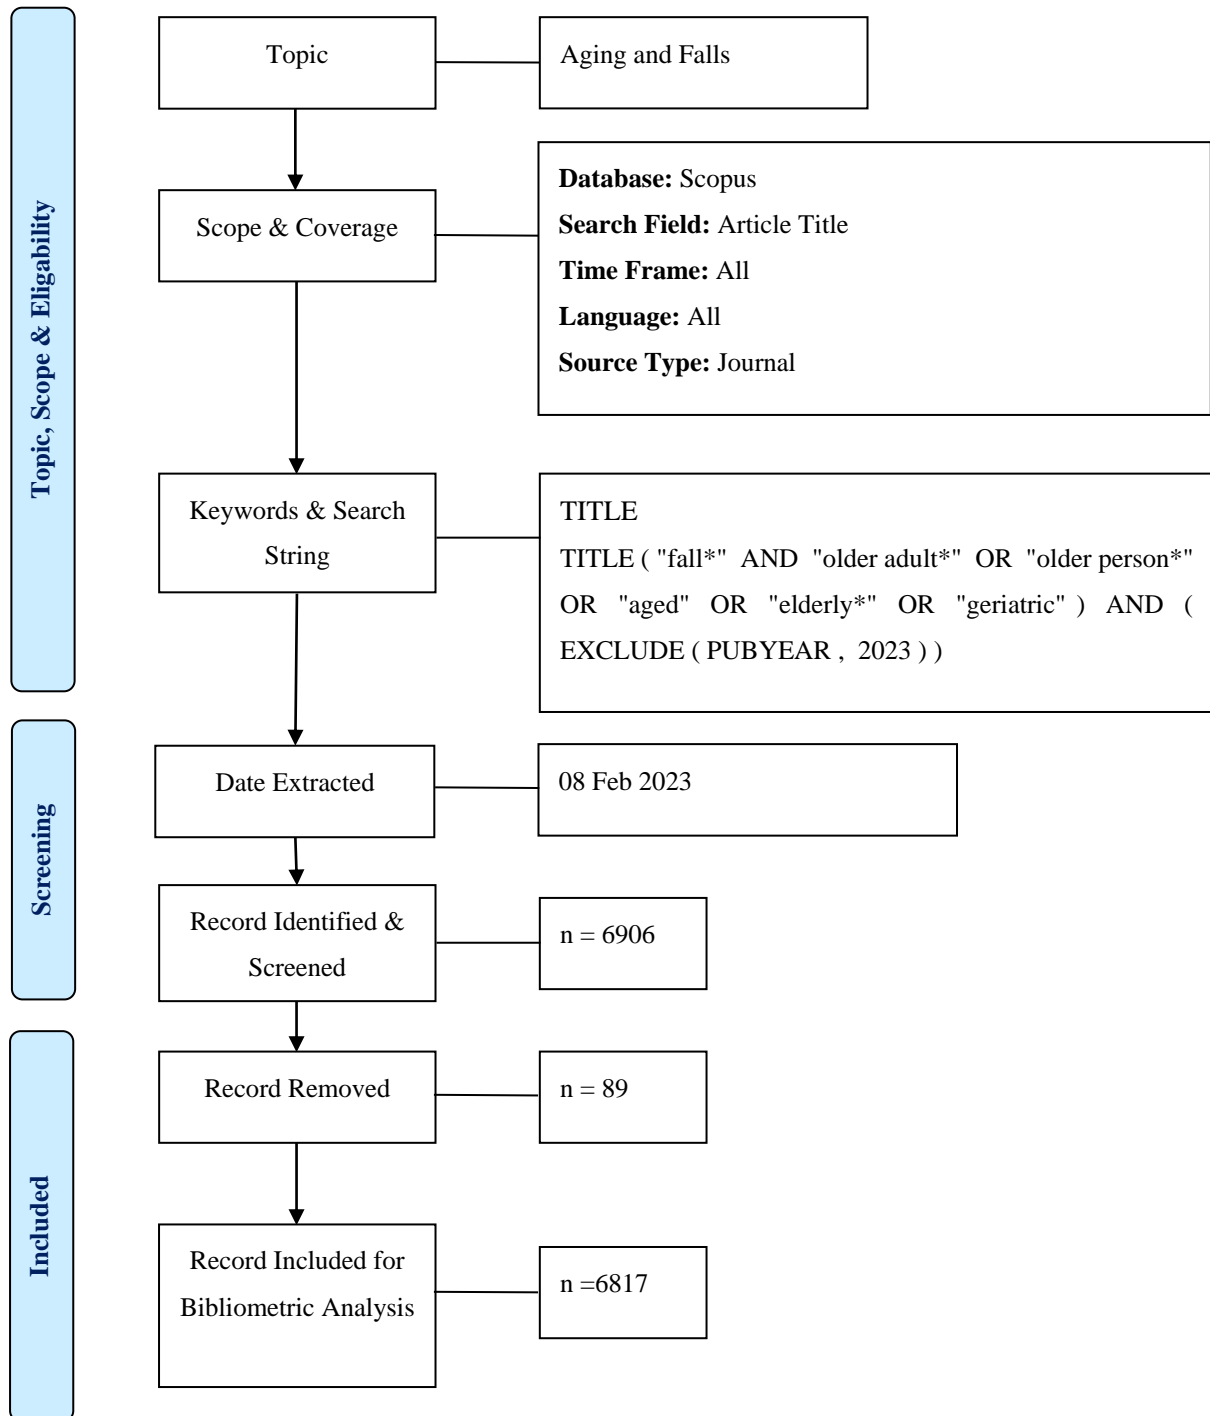 Topic, Scope & Eligability
Topic
Aging and Falls
Scope & Coverage
Database: Scopus
Search Field: Article Title
Time Frame: All
Language: All
Source Type: Journal
Keywords & Search
String
TITLE
TITLE ( "fall*" AND "older adult*" OR "older person*"
OR "aged" OR "elderly*" OR "geriatric" ) AND (
EXCLUDE ( PUBYEAR , 2023 ) )
Screening
Date Extracted
08 Feb 2023
Record Identified &
Screened
n = 6906
Included
Record Removed
n = 89
Record Included for
Bibliometric Analysis
n =6817